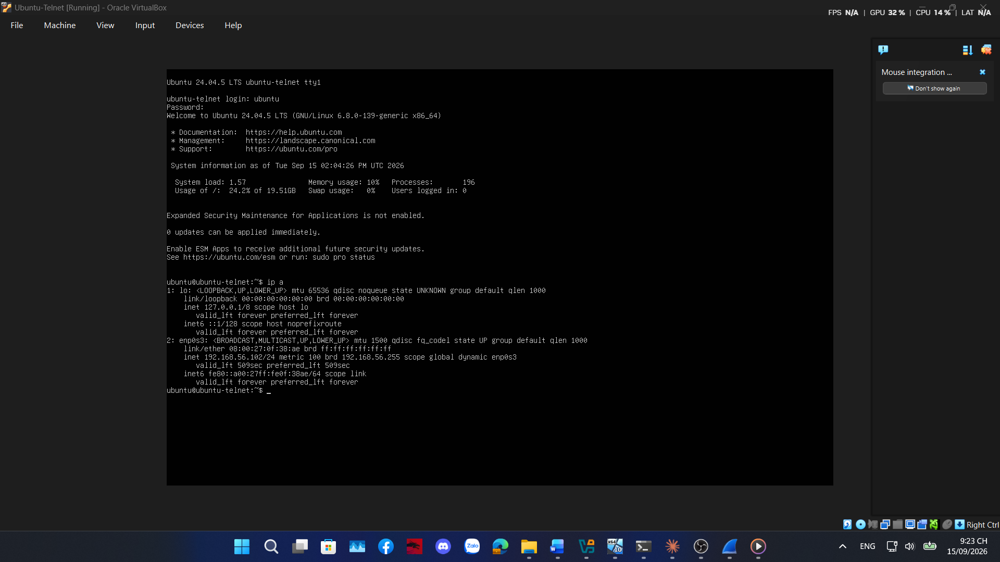 Ubuntu-Telnet [Running] - Oracle VirtualBox
FPS N/A | GPU 32 % | CPU 14 % | LAT N/A
File Machine View Input Devices Help
Mouse integration ...
Don't show again
Ubuntu 24.04.5 LTS ubuntu-telnet tty1
ubuntu-telnet login: ubuntu
Password:
Welcome to Ubuntu 24.04.5 LTS (GNU/Linux 6.8.0-139-generic x86_64)
* Documentation:  https://help.ubuntu.com
* Management:     https://landscape.canonical.com
* Support:        https://ubuntu.com/pro
System information as of Tue Sep 15 02:04:26 PM UTC 2026
System load: 1.57               Memory usage: 10%   Processes:       196
Usage of /:  24.2% of 19.51GB   Swap usage:   0%    Users logged in: 0
Expanded Security Maintenance for Applications is not enabled.
0 updates can be applied immediately.
Enable ESM Apps to receive additional future security updates.
See https://ubuntu.com/esm or run: sudo pro status
ubuntu@ubuntu-telnet:~$ ip a
1: lo: <LOOPBACK,UP,LOWER_UP> mtu 65536 qdisc noqueue state UNKNOWN group default qlen 1000
link/loopback 00:00:00:00:00:00 brd 00:00:00:00:00:00
inet 127.0.0.1/8 scope host lo
valid_lft forever preferred_lft forever
inet6 ::1/128 scope host noprefixroute
valid_lft forever preferred_lft forever
2: enp0s3: <BROADCAST,MULTICAST,UP,LOWER_UP> mtu 1500 qdisc fq_codel state UP group default qlen 1000
link/ether 08:00:27:0f:38:ae brd ff:ff:ff:ff:ff:ff
inet 192.168.56.102/24 metric 100 brd 192.168.56.255 scope global dynamic enp0s3
valid_lft 509sec preferred_lft 509sec
inet6 fe80::a00:27ff:fe0f:38ae/64 scope link
valid_lft forever preferred_lft forever
ubuntu@ubuntu-telnet:~$ _
Right Ctrl
Zalo
W
x64
10
ENG
9:23 CH
15/09/2026